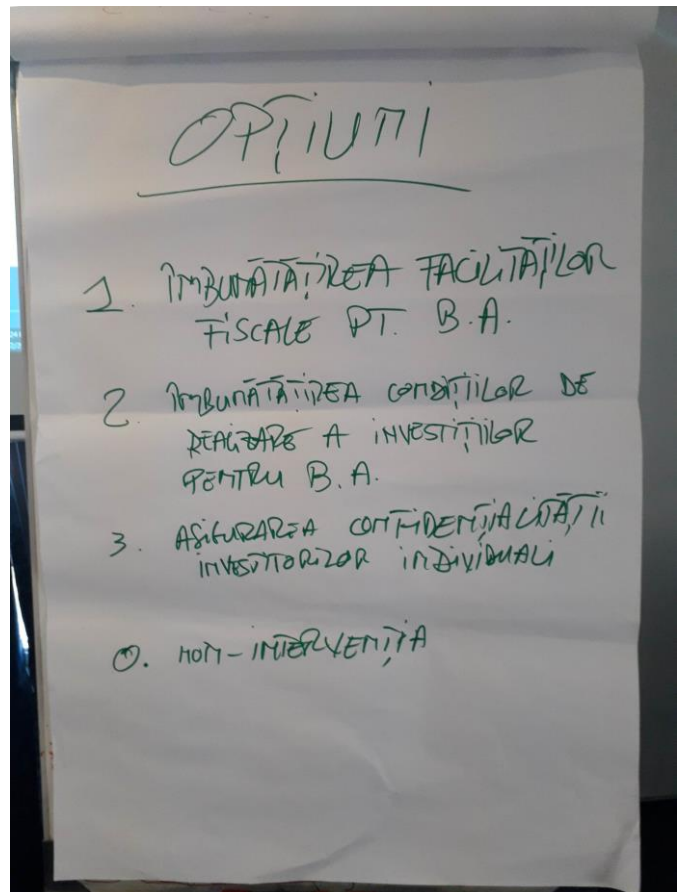 OPȚIUNI
1. ÎMBUNĂTĂȚIREA FACILITĂȚILOR
FISCALE PT. B.A.
2. ÎMBUNĂTĂȚIREA CONDIȚIILOR DE
REALIZARE A INVESTIȚIILOR
PENTRU B.A.
3. ASIGURAREA CONFIDENȚIALITĂȚII
INVESTITORILOR INDIVIDUALI
0. NON-INTERVENȚIA